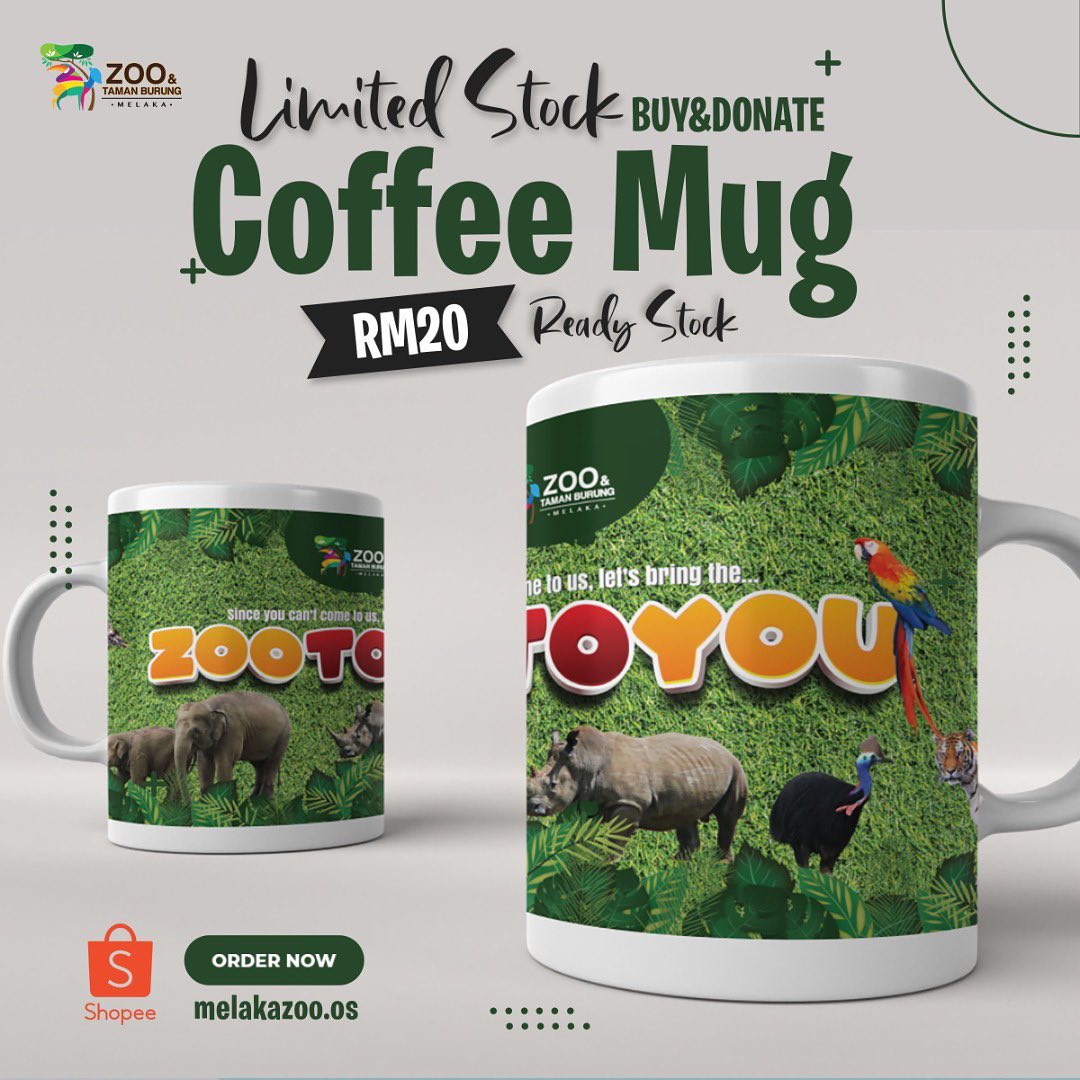 ZOO &
TAMAN BURUNG
• MELAKA •
Limited Stock BUY&DONATE
Coffee Mug
RM20 Ready Stock
ZOO &
TAMAN BURUNG
• MELAKA •
me to us, let's bring the...
TOYOU
ZOO
TAMAN BURUNG
MELAKA
Since you can't come to us,
ZOOTO
S
Shopee
ORDER NOW
melakazoo.os